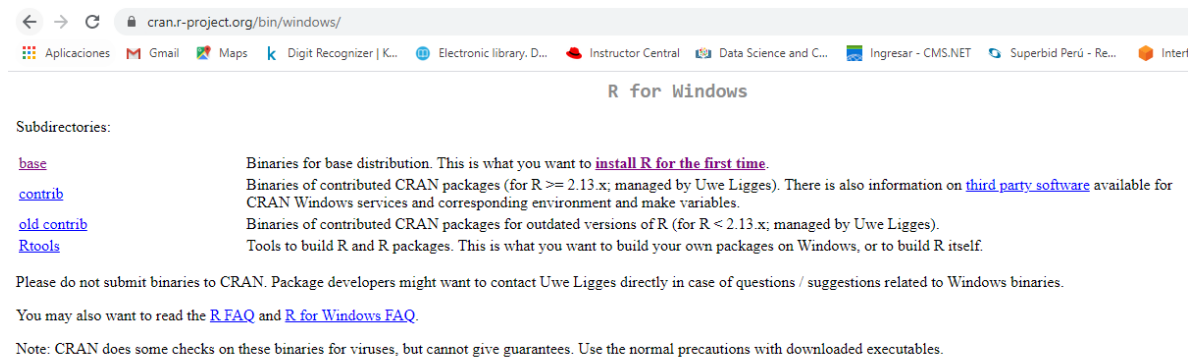 cran.r-project.org/bin/windows/
Aplicaciones Gmail Maps Digit Recognizer | K... Electronic library. D... Instructor Central Data Science and C... Ingresar - CMS.NET Superbid Perú - Re... Interf
R for Windows
Subdirectories:
base Binaries for base distribution. This is what you want to install R for the first time.
contrib Binaries of contributed CRAN packages (for R >= 2.13.x; managed by Uwe Ligges). There is also information on third party software available for
CRAN Windows services and corresponding environment and make variables.
old contrib Binaries of contributed CRAN packages for outdated versions of R (for R < 2.13.x; managed by Uwe Ligges).
Rtools Tools to build R and R packages. This is what you want to build your own packages on Windows, or to build R itself.
Please do not submit binaries to CRAN. Package developers might want to contact Uwe Ligges directly in case of questions / suggestions related to Windows binaries.
You may also want to read the R FAQ and R for Windows FAQ.
Note: CRAN does some checks on these binaries for viruses, but cannot give guarantees. Use the normal precautions with downloaded executables.